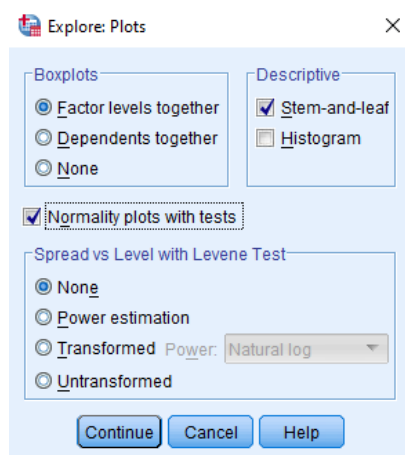 Explore: Plots
Boxplots
Factor levels together
Dependents together
None
Descriptive
Stem-and-leaf
Histogram
Normality plots with tests
Spread vs Level with Levene Test
None
Power estimation
Transformed Power: Natural log
Untransformed
Continue Cancel Help